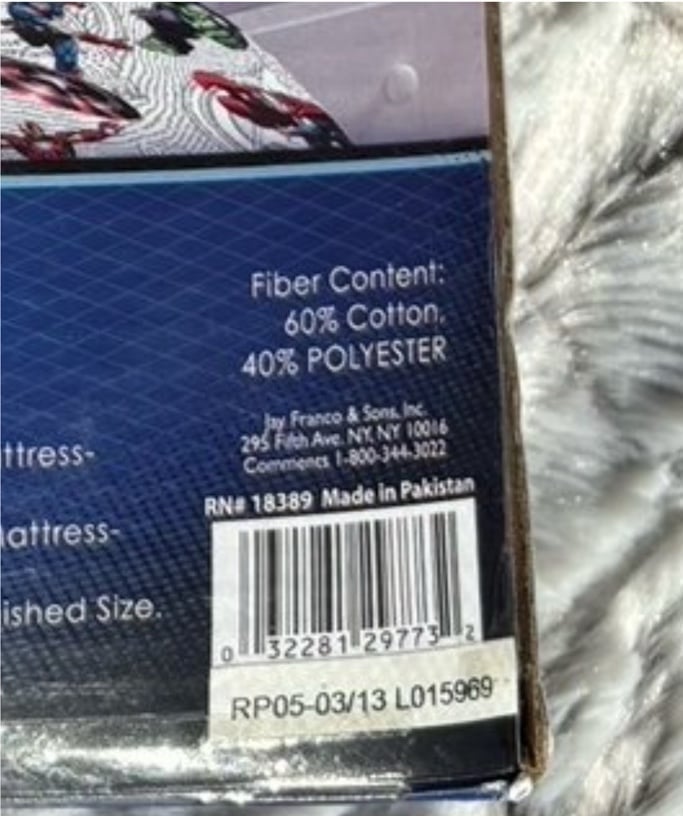 Fiber Content:
60% Cotton,
40% POLYESTER
Jay Franco & Sons, Inc.
295 Fifth Ave. NY, NY 10016
Comments 1-800-344-3022
ttress-
RN# 18389 Made in Pakistan
attress-
ished Size.
0 32281 29773 2
RP05-03/13 L015969